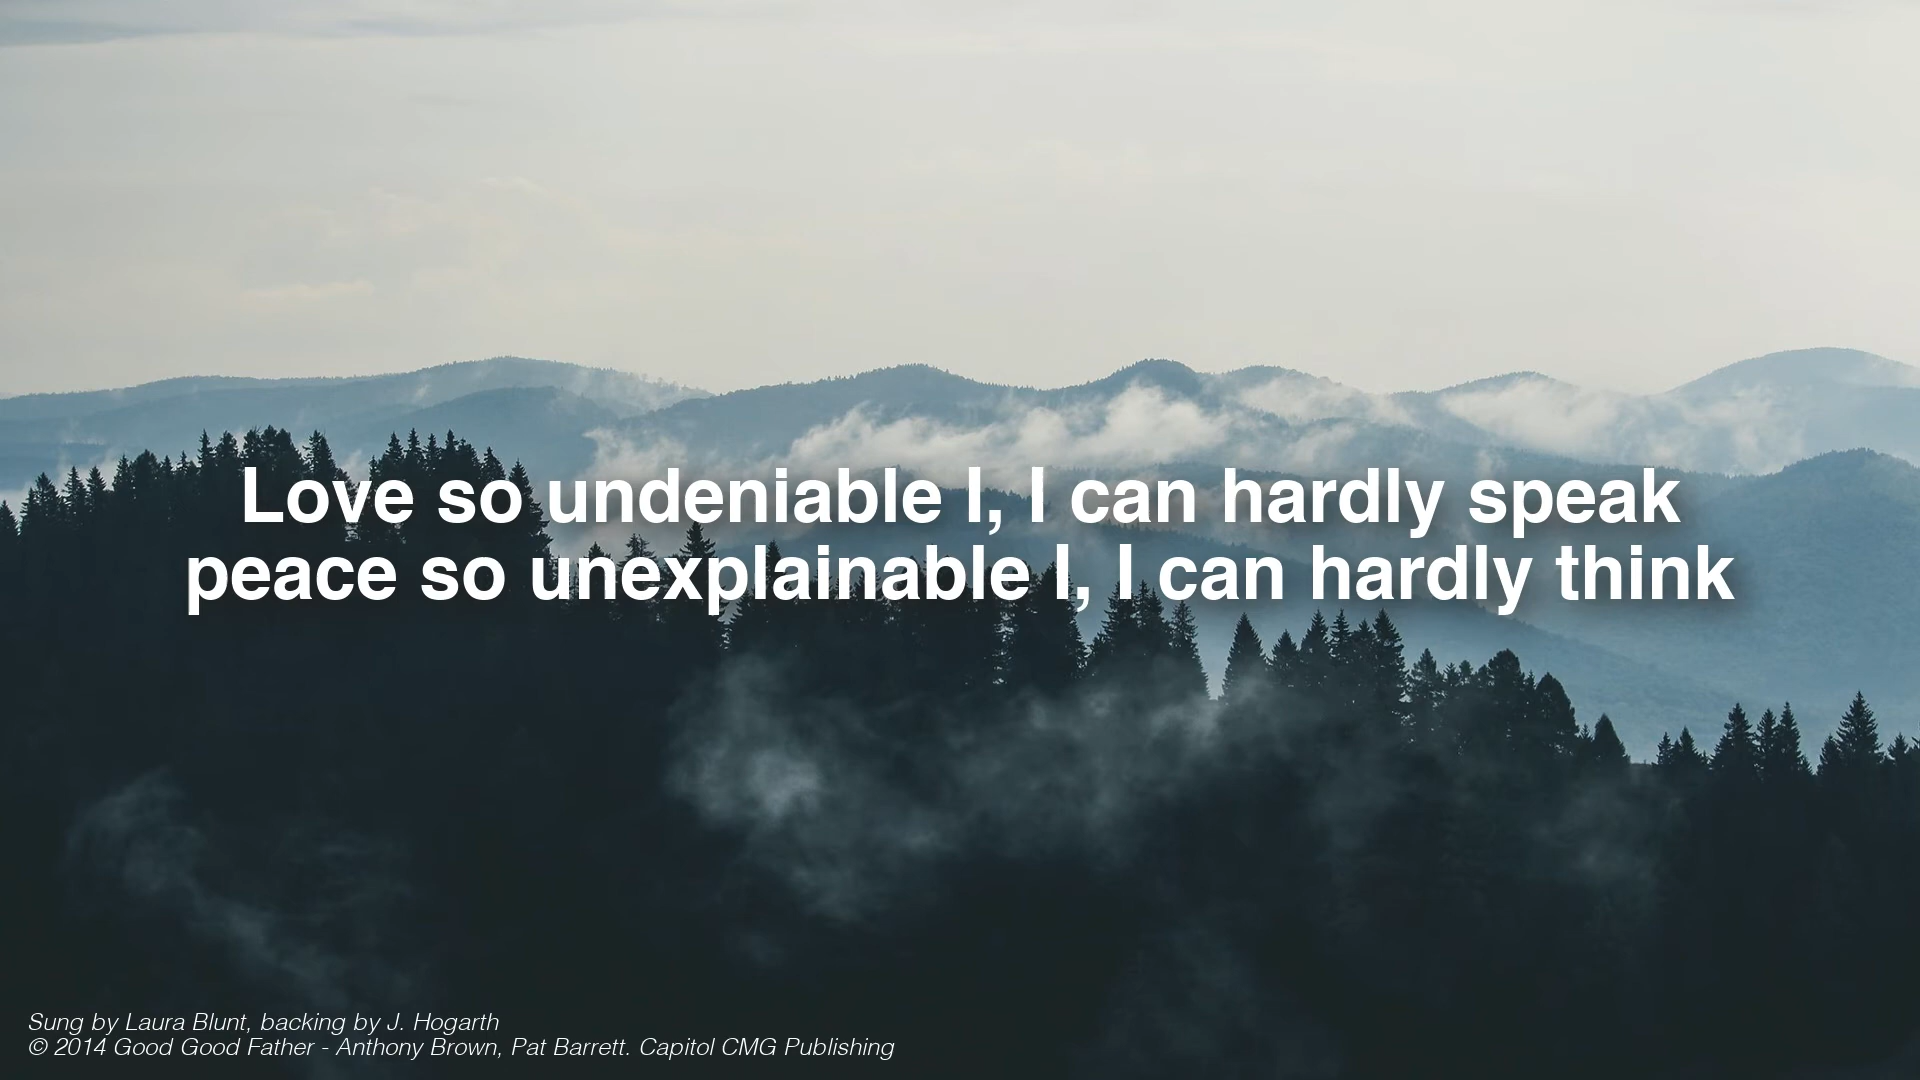 Love so undeniable I, I can hardly speak
peace so unexplainable I, I can hardly think
Sung by Laura Blunt, backing by J. Hogarth
© 2014 Good Good Father - Anthony Brown, Pat Barrett. Capitol CMG Publishing